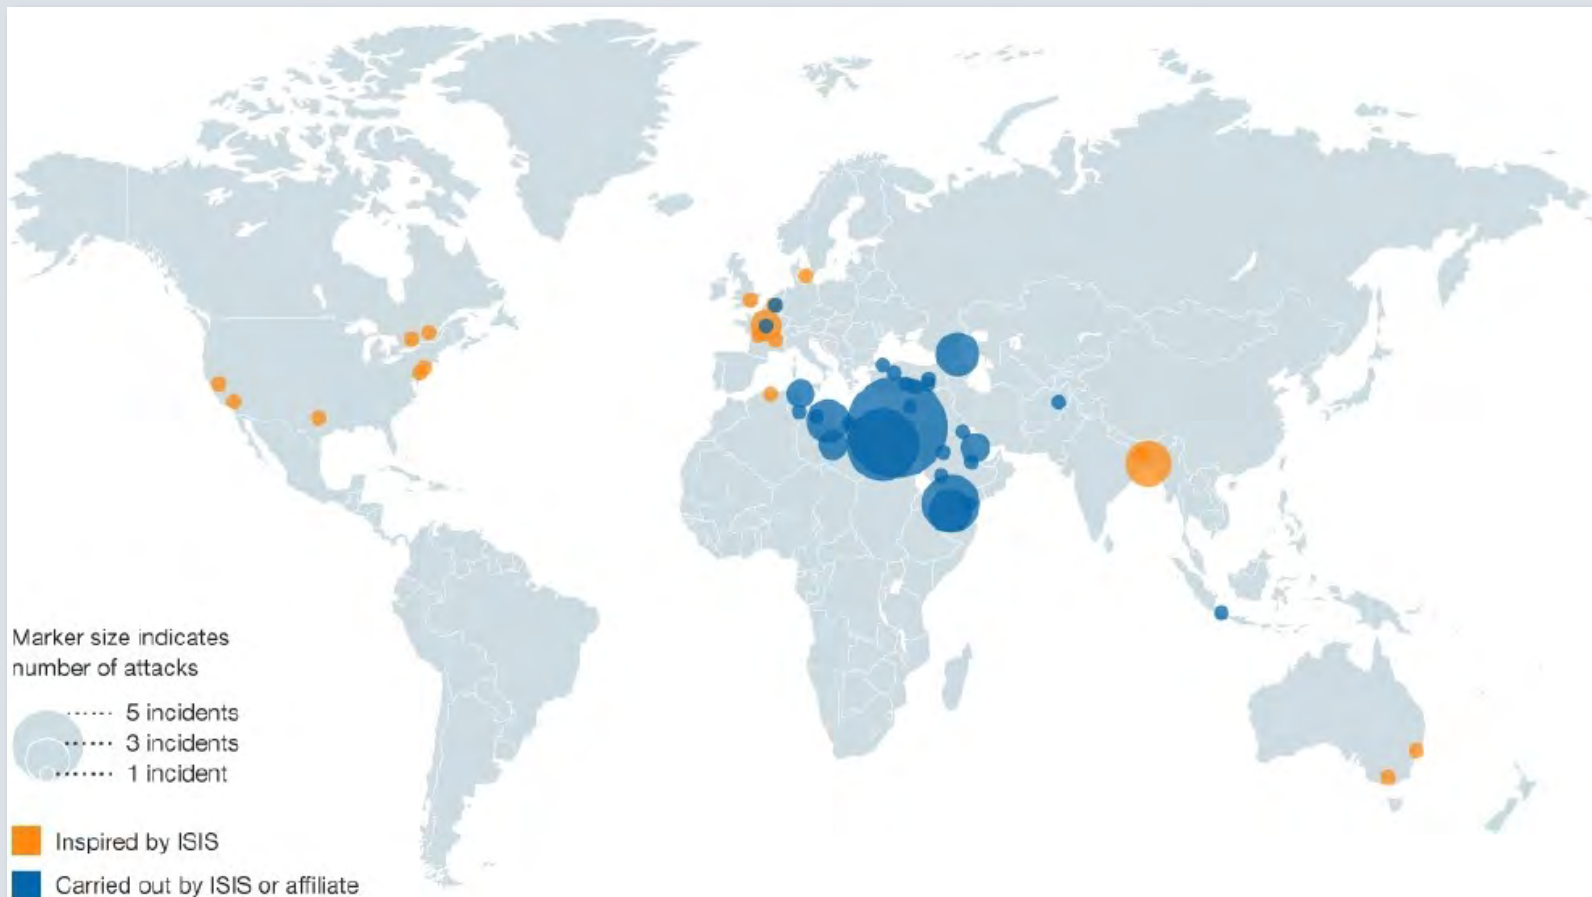 Marker size indicates
number of attacks
5 incidents
3 incidents
1 incident
Inspired by ISIS
Carried out by ISIS or affiliate